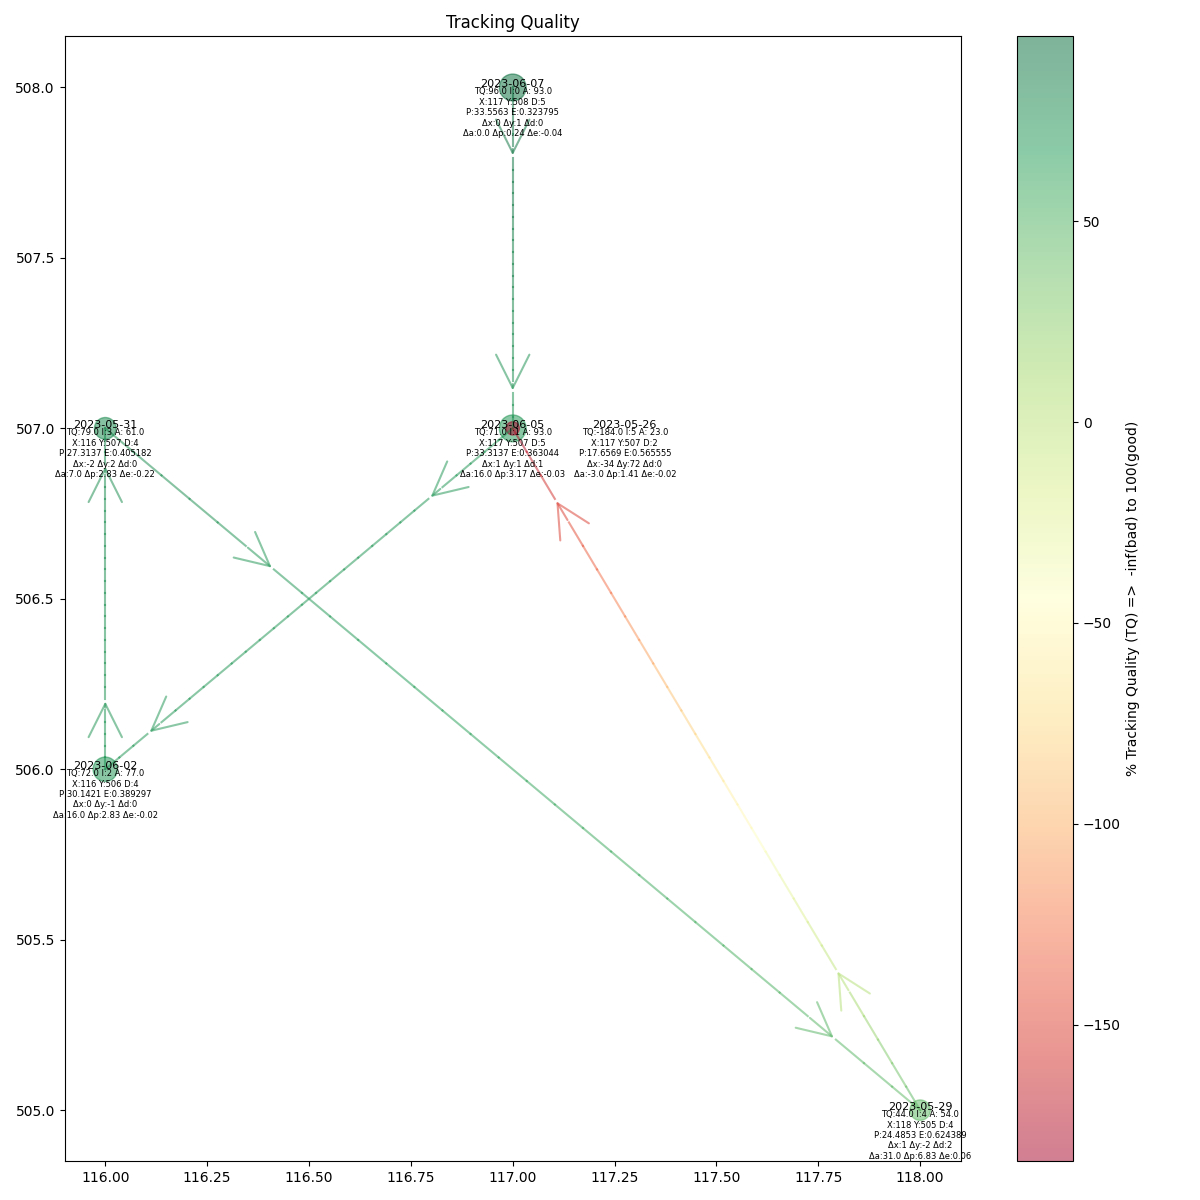 Tracking Quality
508.0
507.5
507.0
506.5
506.0
505.5
505.0
2023-06-07
TQ:96.0 I:0 A: 93.0
X:117 Y:508 D:5
P:33.5563 E:0.323795
Δx:0 Δy:1 Δd:0
Δa:0.0 Δp:0.24 Δe:-0.04
2023-05-31
TQ:79.0 I:3 A: 61.0
X:116 Y:507 D:4
P:27.3137 E:0.405182
Δx:-2 Δy:2 Δd:0
Δa:7.0 Δp:2.83 Δe:-0.22
2023-06-05
TQ:71.0 I:1 A: 93.0
X:117 Y:507 D:5
P:33.3137 E:0.363044
Δx:1 Δy:1 Δd:1
Δa:16.0 Δp:3.17 Δe:-0.03
2023-05-26
TQ:-184.0 I:5 A: 23.0
X:117 Y:507 D:2
P:17.6569 E:0.565555
Δx:-34 Δy:72 Δd:0
Δa:-3.0 Δp:1.41 Δe:-0.02
2023-06-02
TQ:72.0 I:2 A: 77.0
X:116 Y:506 D:4
P:30.1421 E:0.389297
Δx:0 Δy:-1 Δd:0
Δa:16.0 Δp:2.83 Δe:-0.02
2023-05-29
TQ:44.0 I:4 A: 54.0
X:118 Y:505 D:4
P:24.4853 E:0.624389
Δx:1 Δy:-2 Δd:2
Δa:31.0 Δp:6.83 Δe:0.06
116.00 116.25 116.50 116.75 117.00 117.25 117.50 117.75 118.00
50
0
−50
−100
−150
% Tracking Quality (TQ) => -inf(bad) to 100(good)